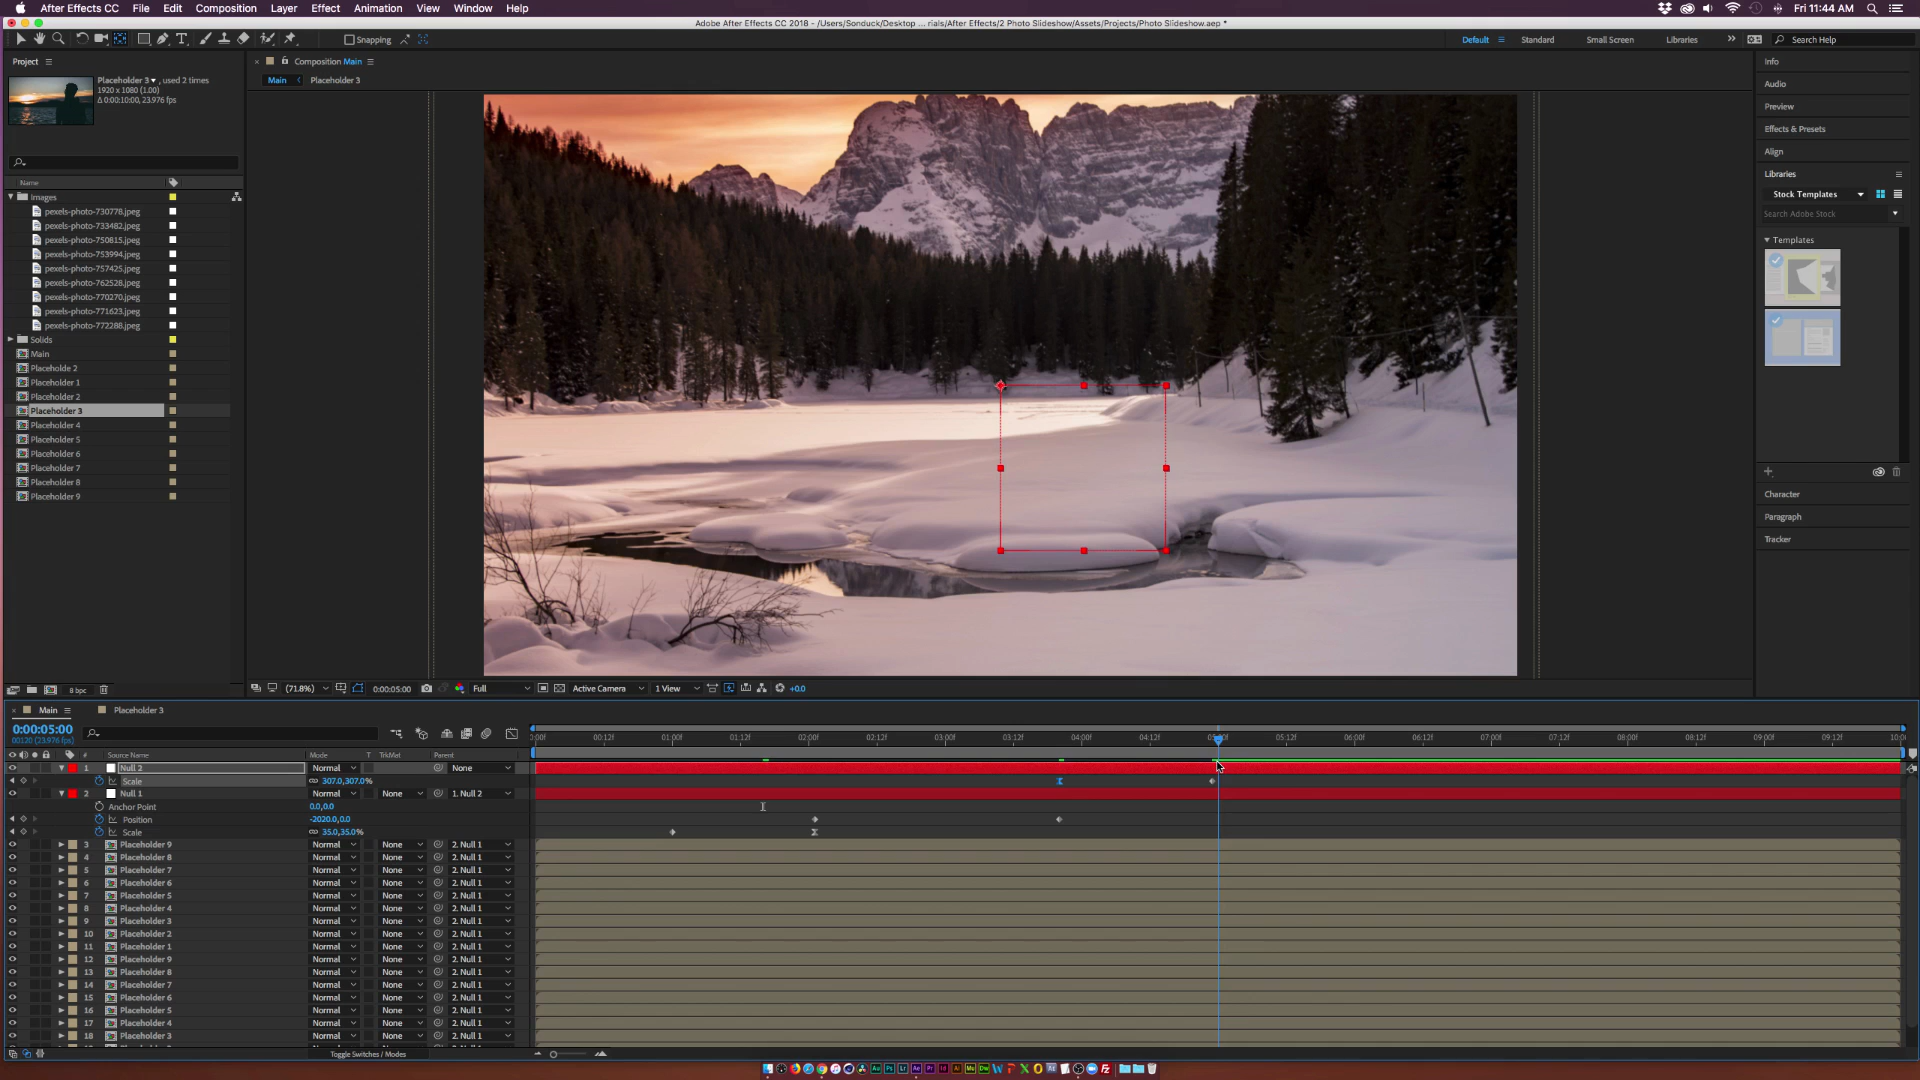 After Effects CC File Edit Composition Layer Effect Animation View Window Help Fri 11:44 AM
Adobe After Effects CC 2018 - /Users/Sonduck/Desktop ... rials/After Effects/2 Photo Slideshow/Assets/Projects/Photo Slideshow.aep *
Snapping Default Standard Small Screen Libraries Search Help
Project
Placeholder 3 , used 2 times
1920 x 1080 (1.00)
Δ 0:00:10:00, 23.976 fps
Name
Images
pexels-photo-730778.jpeg
pexels-photo-733482.jpeg
pexels-photo-750815.jpeg
pexels-photo-753994.jpeg
pexels-photo-757425.jpeg
pexels-photo-762528.jpeg
pexels-photo-770270.jpeg
pexels-photo-771623.jpeg
pexels-photo-772288.jpeg
Solids
Main
Placeholde 2
Placeholder 1
Placeholder 2
Placeholder 3
Placeholder 4
Placeholder 5
Placeholder 6
Placeholder 7
Placeholder 8
Placeholder 9
8 bpc
Composition Main
Main Placeholder 3
(71.8%) 0:00:05:00 Full Active Camera 1 View +0.0
Info
Audio
Preview
Effects & Presets
Align
Libraries
Stock Templates
Search Adobe Stock
Templates
Character
Paragraph
Tracker
Main Placeholder 3
0:00:05:00
00120 (23.976 fps)
:00f 00:12f 01:00f 01:12f 02:00f 02:12f 03:00f 03:12f 04:00f 04:12f 05:00f 05:12f 06:00f 06:12f 07:00f 07:12f 08:00f 08:12f 09:00f 09:12f 10:0
# Source Name Mode T TrkMat Parent
1 Null 2 Normal None
Scale 307.0,307.0%
2 Null 1 Normal None 1. Null 2
Anchor Point 0.0,0.0
Position -2020.0,0.0
Scale 35.0,35.0%
3 Placeholder 9 Normal None 2. Null 1
4 Placeholder 8 Normal None 2. Null 1
5 Placeholder 7 Normal None 2. Null 1
6 Placeholder 6 Normal None 2. Null 1
7 Placeholder 5 Normal None 2. Null 1
8 Placeholder 4 Normal None 2. Null 1
9 Placeholder 3 Normal None 2. Null 1
10 Placeholder 2 Normal None 2. Null 1
11 Placeholder 1 Normal None 2. Null 1
12 Placeholder 9 Normal None 2. Null 1
13 Placeholder 8 Normal None 2. Null 1
14 Placeholder 7 Normal None 2. Null 1
15 Placeholder 6 Normal None 2. Null 1
16 Placeholder 5 Normal None 2. Null 1
17 Placeholder 4 Normal None 2. Null 1
18 Placeholder 3 Normal None 2. Null 1
Toggle Switches / Modes